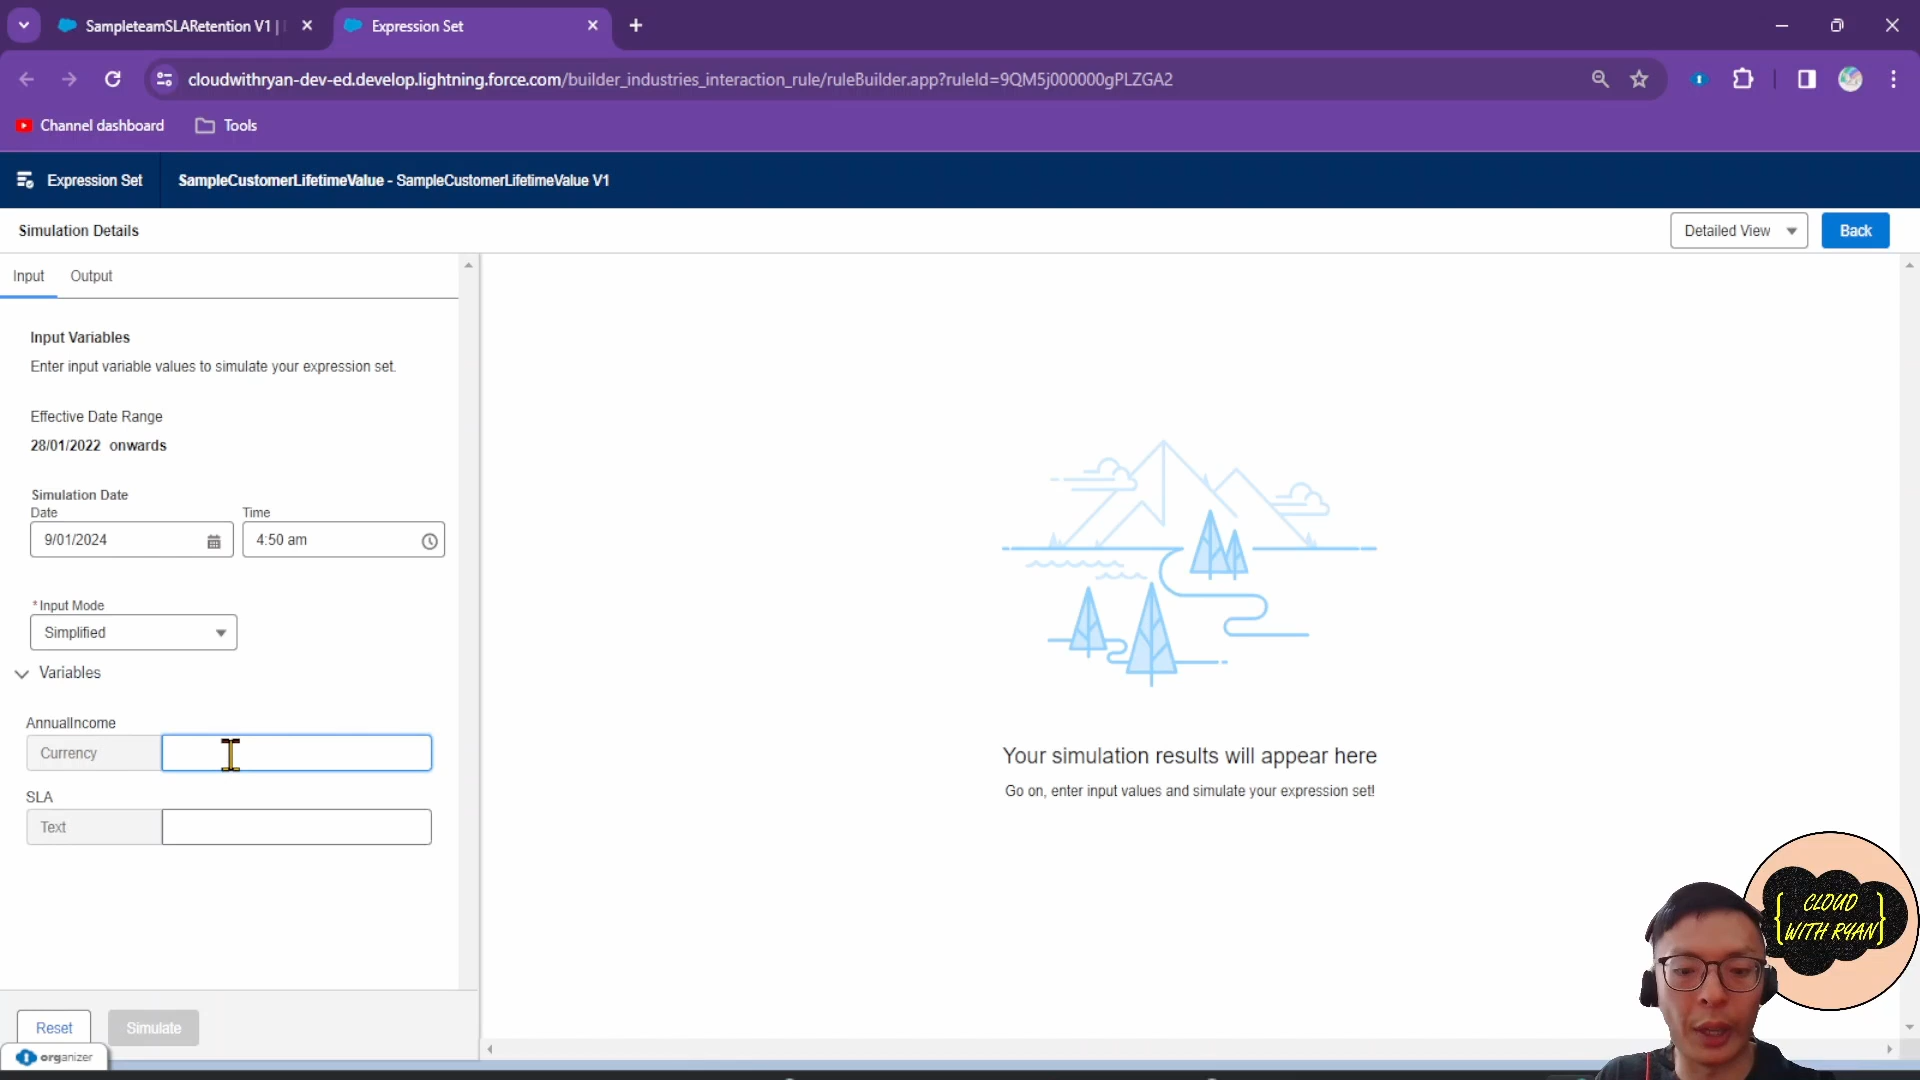 SampleteamSLARetention V1 |
Expression Set
cloudwithryan-dev-ed.develop.lightning.force.com/builder_industries_interaction_rule/ruleBuilder.app?ruleId=9QM5j000000gPLZGA2
Channel dashboard
Tools
Expression Set
SampleCustomerLifetimeValue - SampleCustomerLifetimeValue V1
Simulation Details
Detailed View
Back
Input
Output
Input Variables
Enter input variable values to simulate your expression set.
Effective Date Range
28/01/2022 onwards
Simulation Date
Date
Time
9/01/2024
4:50 am
*Input Mode
Simplified
Variables
AnnualIncome
Currency
SLA
Text
Your simulation results will appear here
Go on, enter input values and simulate your expression set!
Reset
Simulate
organizer
{ CLOUD
WITH RYAN }